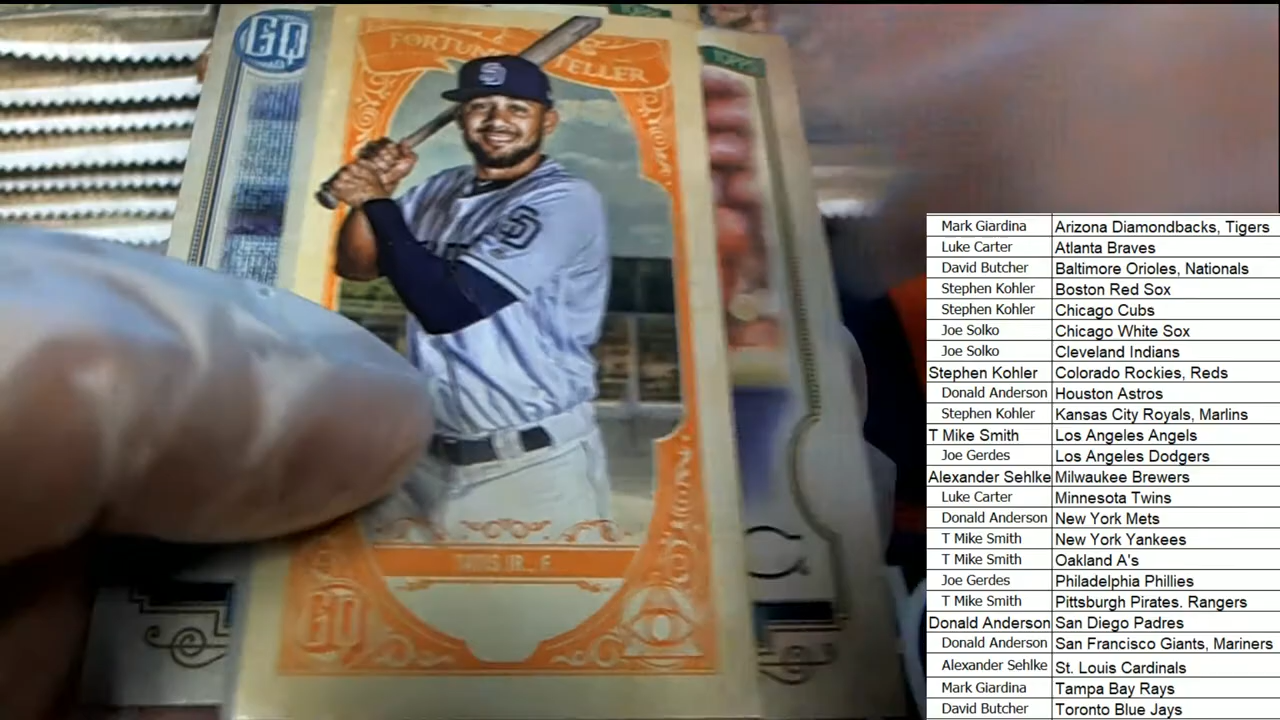 GQ
TOPPS
FORTUNE TELLER
SD
SD
TATIS JR., F
GQ
Mark Giardina Arizona Diamondbacks, Tigers
Luke Carter Atlanta Braves
David Butcher Baltimore Orioles, Nationals
Stephen Kohler Boston Red Sox
Stephen Kohler Chicago Cubs
Joe Solko Chicago White Sox
Joe Solko Cleveland Indians
Stephen Kohler Colorado Rockies, Reds
Donald Anderson Houston Astros
Stephen Kohler Kansas City Royals, Marlins
T Mike Smith Los Angeles Angels
Joe Gerdes Los Angeles Dodgers
Alexander Sehlke Milwaukee Brewers
Luke Carter Minnesota Twins
Donald Anderson New York Mets
T Mike Smith New York Yankees
T Mike Smith Oakland A's
Joe Gerdes Philadelphia Phillies
T Mike Smith Pittsburgh Pirates. Rangers
Donald Anderson San Diego Padres
Donald Anderson San Francisco Giants, Mariners
Alexander Sehlke St. Louis Cardinals
Mark Giardina Tampa Bay Rays
David Butcher Toronto Blue Jays